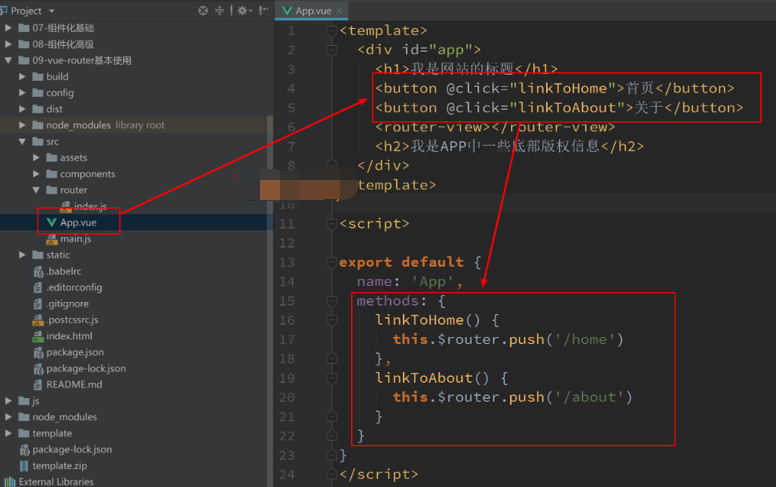 Project
App.vue
07-组件化基础
08-组件化高级
09-vue-router基本使用
build
config
dist
node_modules library root
src
assets
components
router
index.js
App.vue
main.js
static
.babelrc
.editorconfig
.gitignore
.postcssrc.js
index.html
package.json
package-lock.json
README.md
js
node_modules
template
package-lock.json
template.zip
External Libraries
1 <template>
2 <div id="app">
3 <h1>我是网站的标题</h1>
4 <button @click="linkToHome">首页</button>
5 <button @click="linkToAbout">关于</button>
6 <router-view></router-view>
7 <h2>我是APP中一些底部版权信息</h2>
8 </div>
template>
10
11 <script>
12
13 export default {
14 name: 'App',
15 methods: {
16 linkToHome() {
17 this.$router.push('/home')
18 },
19 linkToAbout() {
20 this.$router.push('/about')
21 }
22 }
23 }
24 </script>